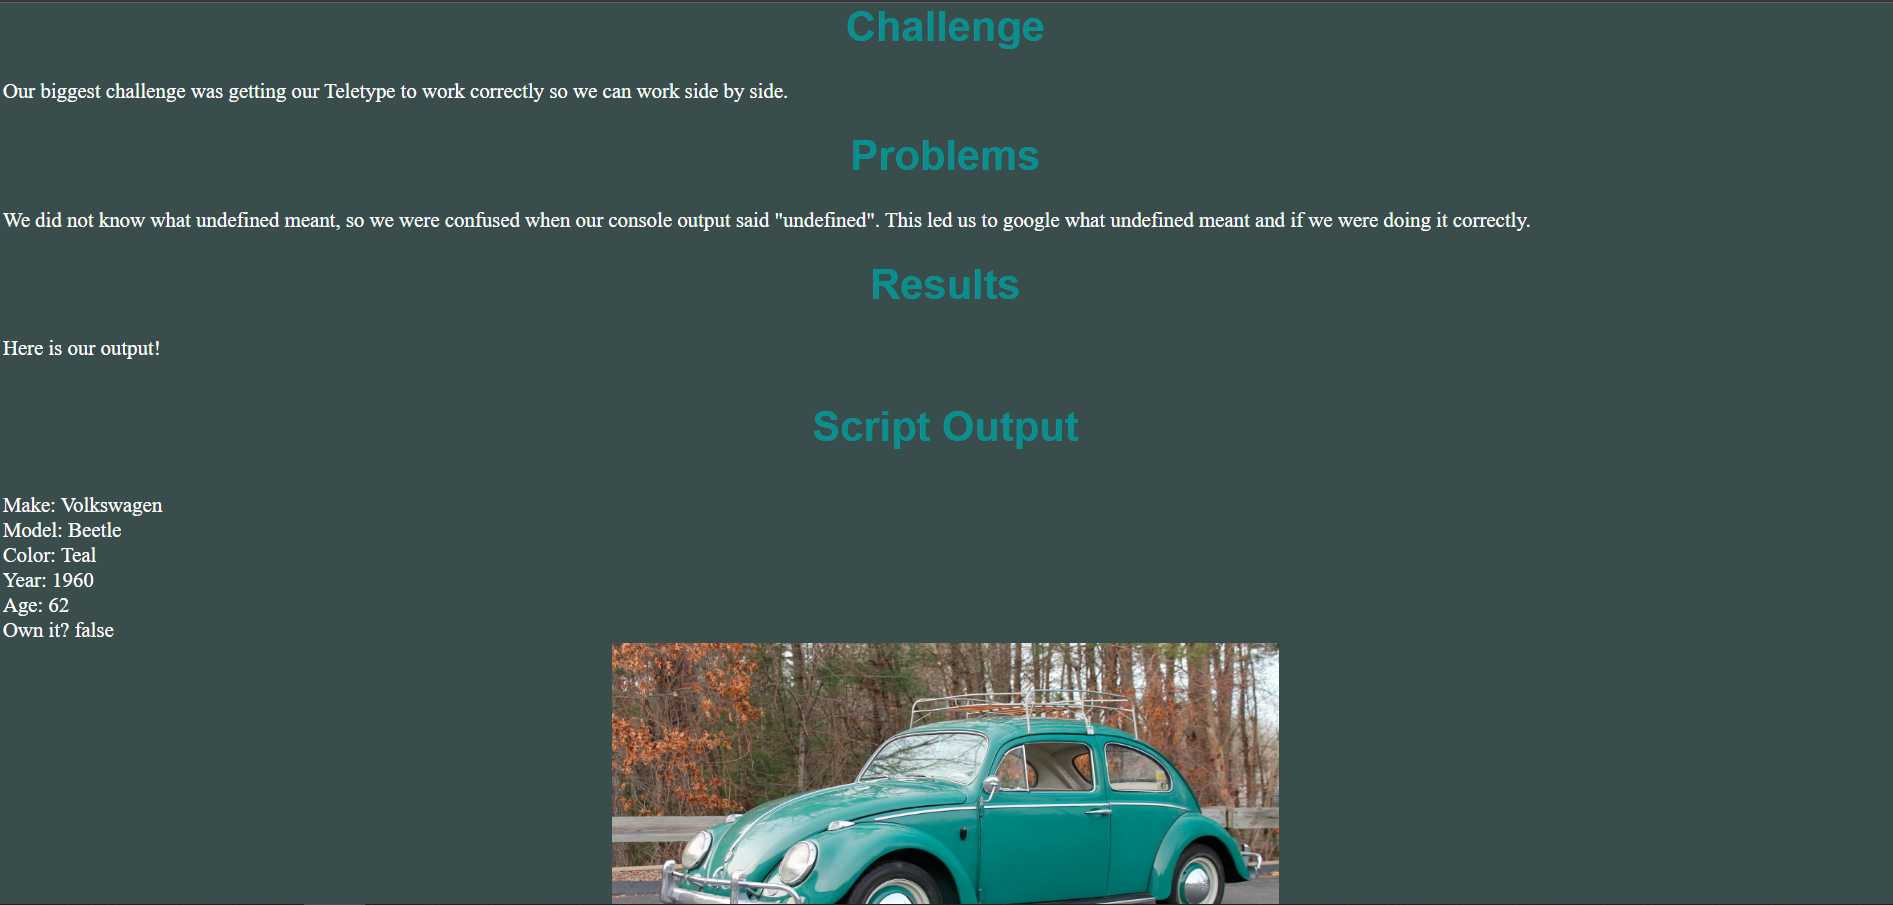 Challenge
Our biggest challenge was getting our Teletype to work correctly so we can work side by side.
Problems
We did not know what undefined meant, so we were confused when our console output said "undefined". This led us to google what undefined meant and if we were doing it correctly.
Results
Here is our output!
Script Output
Make: Volkswagen
Model: Beetle
Color: Teal
Year: 1960
Age: 62
Own it? false